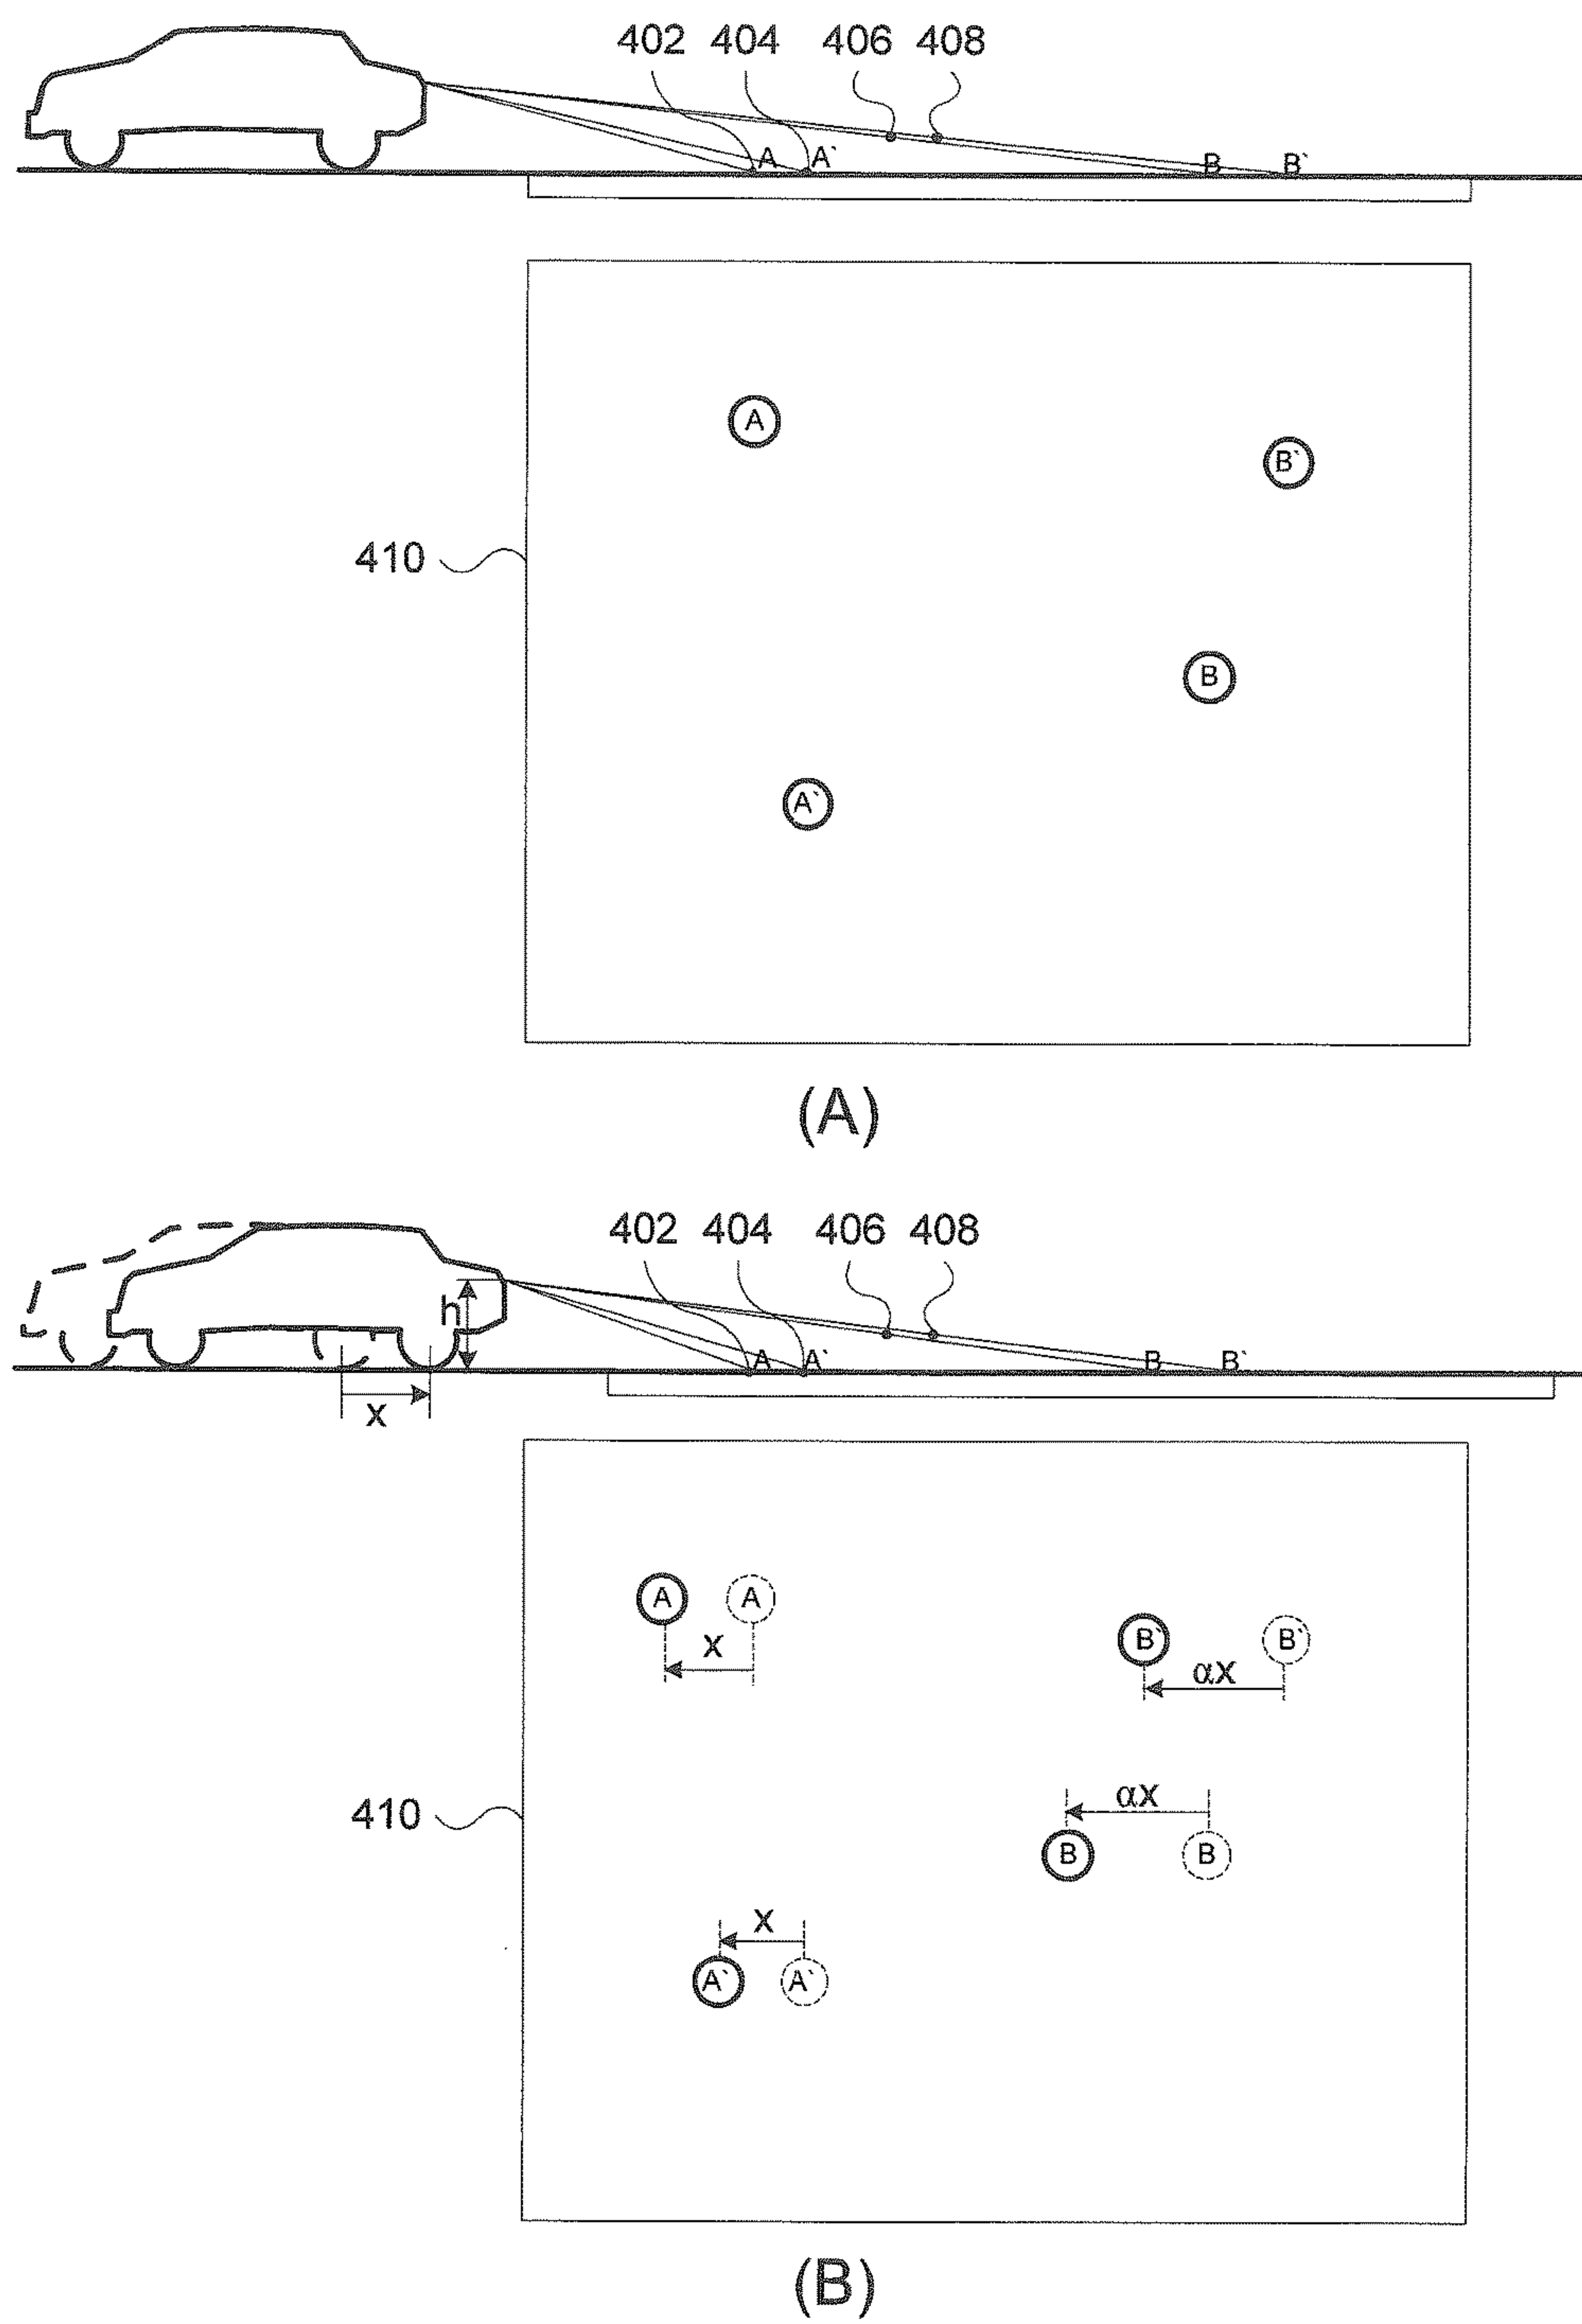 402 404 406 408
A A` B B`
A
B`
410
B
A`
(A)
402 404 406 408
h
A A` B B`
x
A A
B` B`
x
αx
αx
410
B B
x
A` A`
(B)